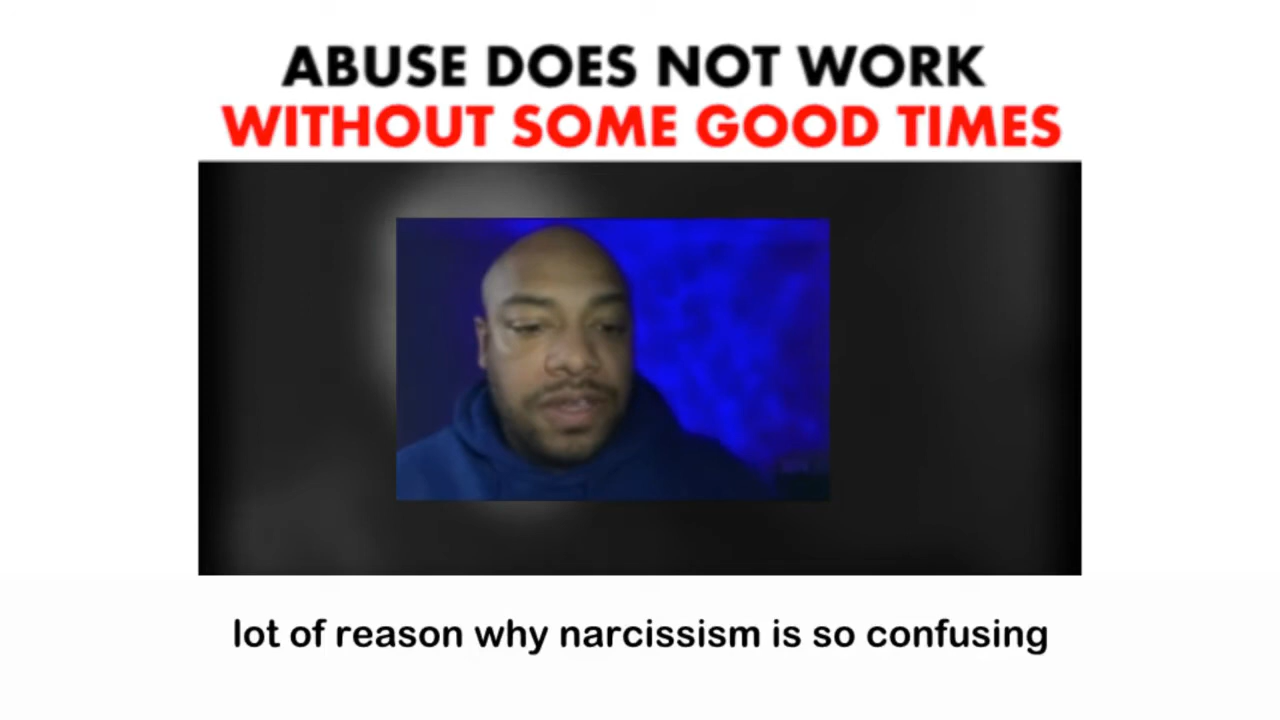 ABUSE DOES NOT WORK
WITHOUT SOME GOOD TIMES
lot of reason why narcissism is so confusing